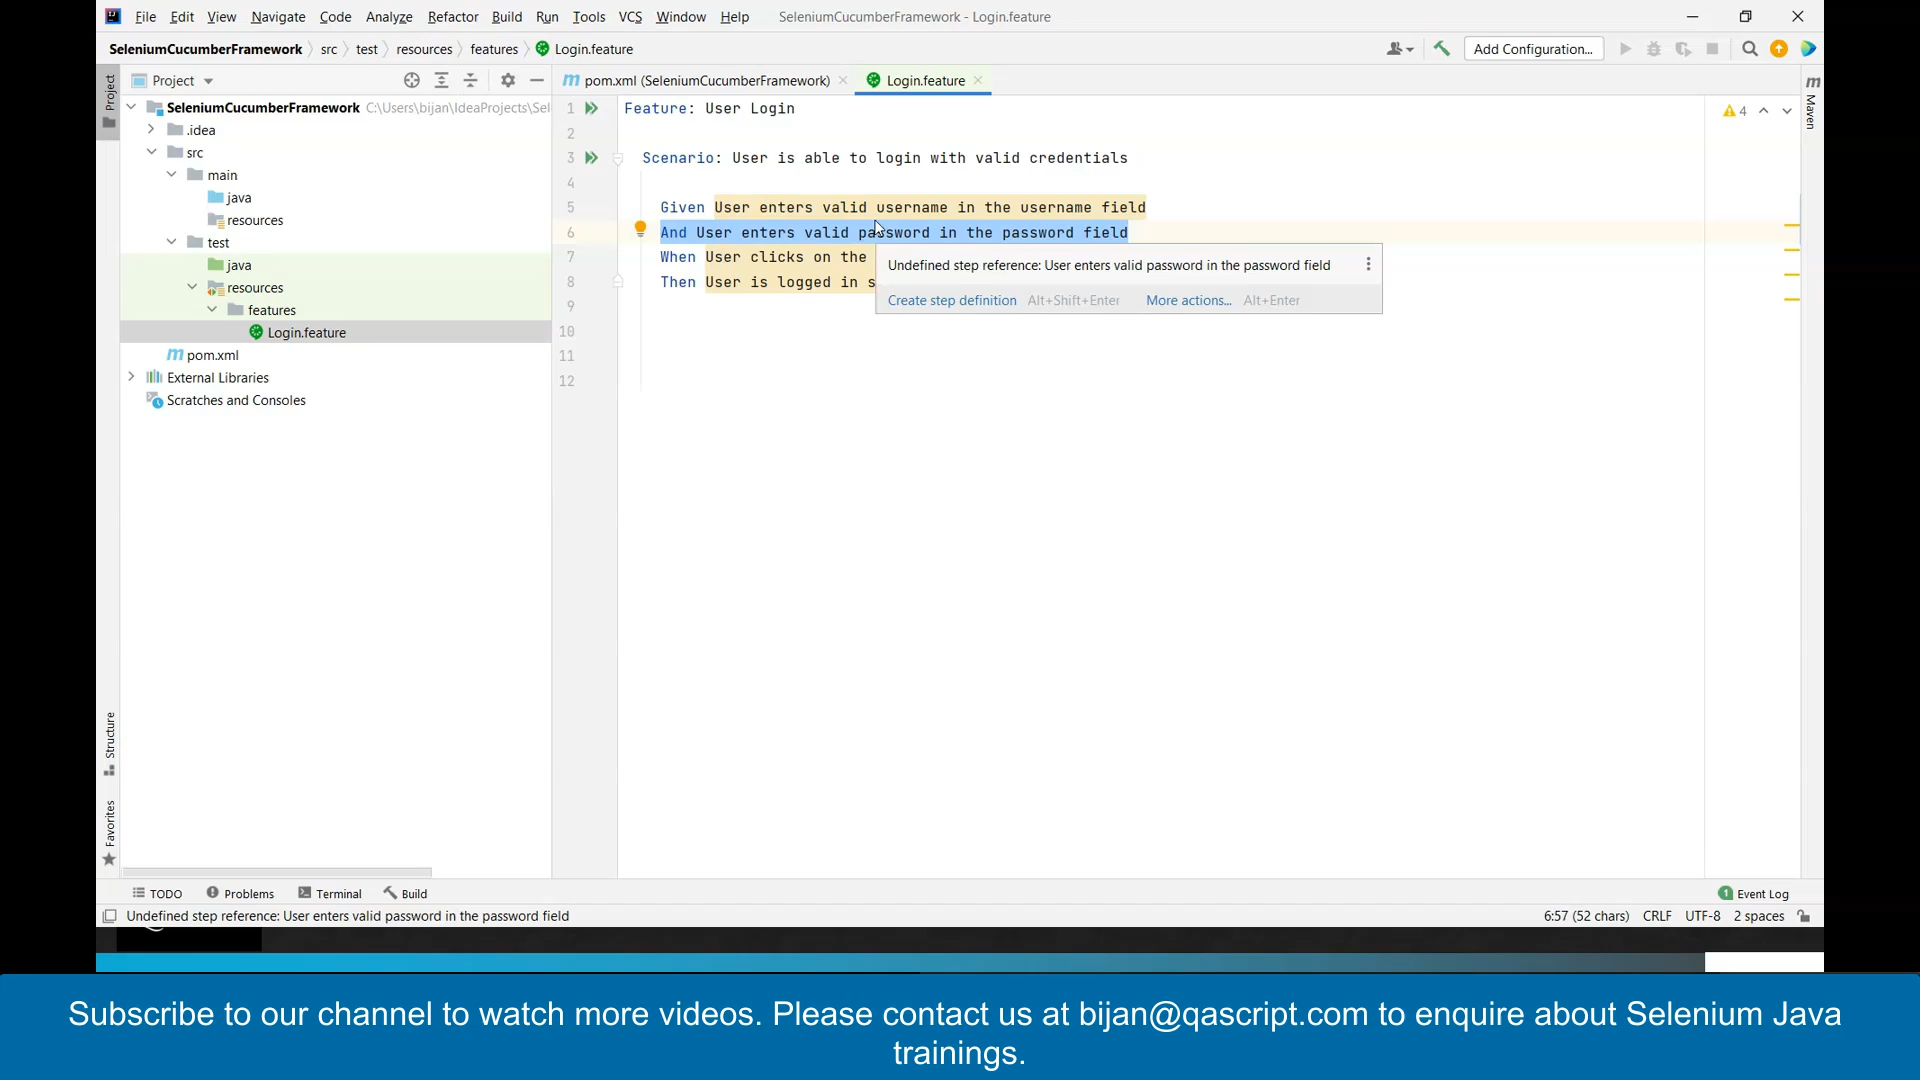 File Edit View Navigate Code Analyze Refactor Build Run Tools VCS Window Help SeleniumCucumberFramework - Login.feature
SeleniumCucumberFramework src test resources features Login.feature Add Configuration...
Project
pom.xml (SeleniumCucumberFramework) Login.feature
Project
Maven
Structure
Favorites
SeleniumCucumberFramework C:\Users\bijan\IdeaProjects\Sel
.idea
src
main
java
resources
test
java
resources
features
Login.feature
pom.xml
External Libraries
Scratches and Consoles
4
1 Feature: User Login
2
3 Scenario: User is able to login with valid credentials
4
5 Given User enters valid username in the username field
6 And User enters valid password in the password field
7 When User clicks on the
8 Then User is logged in s
9
10
11
12
Undefined step reference: User enters valid password in the password field
Create step definition Alt+Shift+Enter More actions... Alt+Enter
TODO Problems Terminal Build 1 Event Log
Undefined step reference: User enters valid password in the password field 6:57 (52 chars) CRLF UTF-8 2 spaces
Subscribe to our channel to watch more videos. Please contact us at bijan@qascript.com to enquire about Selenium Java
trainings.